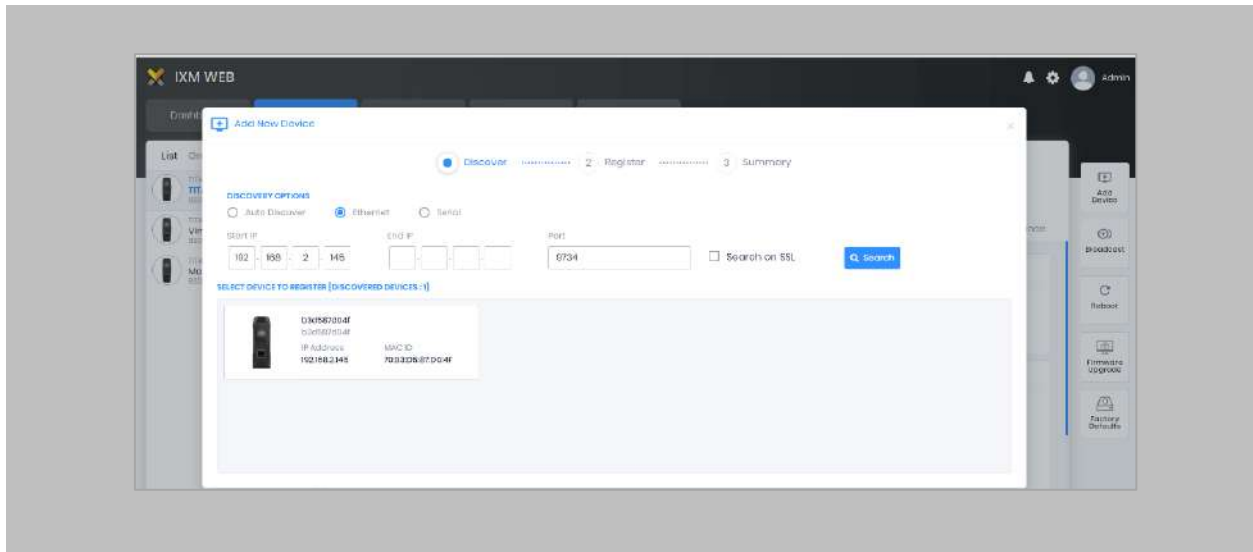 IXM WEB
Admin
Add New Device
Discover 2 Register 3 Summary
List
DISCOVERY OPTIONS
Auto Discover Ethernet Serial
Start IP End IP Port
192 . 168 . 2 . 145 . . . 9734 Search on SSL Search
SELECT DEVICE TO REGISTER [DISCOVERED DEVICES : 1]
IP Address MAC ID
192.168.2.145
Add
Device
Broadcast
Reboot
Firmware
Upgrade
Factory
Defaults